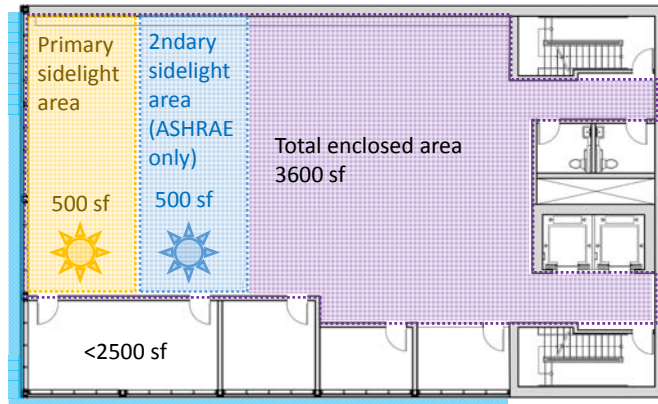 Primary
sidelight
area
2ndary
sidelight
area
(ASHRAE
only)
Total enclosed area
3600 sf
500 sf
500 sf
<2500 sf